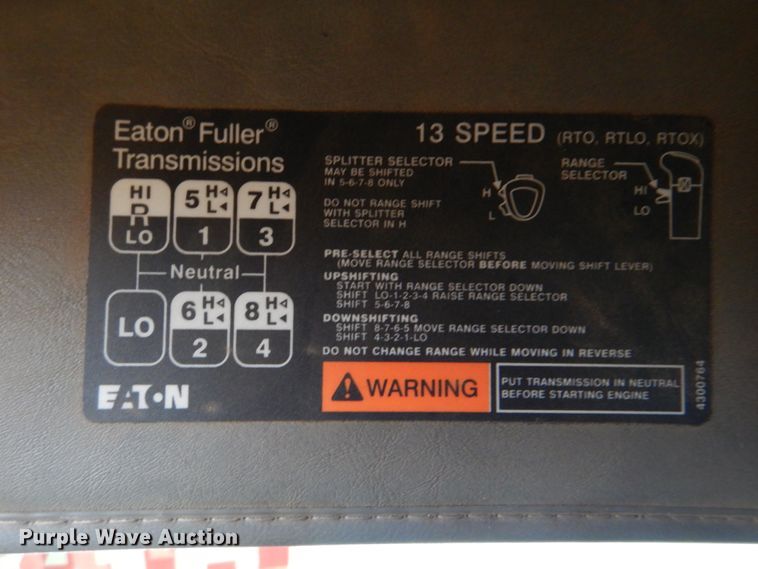 Eaton® Fuller®
Transmissions
HI
R
LO
5 H
L
1
7 H
L
3
Neutral
LO
6 H
L
2
8 H
L
4
EATON
13 SPEED (RTO, RTLO, RTOX)
SPLITTER SELECTOR
MAY BE SHIFTED
IN 5-6-7-8 ONLY
DO NOT RANGE SHIFT
WITH SPLITTER
SELECTOR IN H
H
L
RANGE
SELECTOR
HI
LO
PRE-SELECT ALL RANGE SHIFTS
(MOVE RANGE SELECTOR BEFORE MOVING SHIFT LEVER)
UPSHIFTING
START WITH RANGE SELECTOR DOWN
SHIFT LO-1-2-3-4 RAISE RANGE SELECTOR
SHIFT 5-6-7-8
DOWNSHIFTING
SHIFT 8-7-6-5 MOVE RANGE SELECTOR DOWN
SHIFT 4-3-2-1-LO
DO NOT CHANGE RANGE WHILE MOVING IN REVERSE
WARNING
PUT TRANSMISSION IN NEUTRAL
BEFORE STARTING ENGINE
4300764
Purple Wave Auction